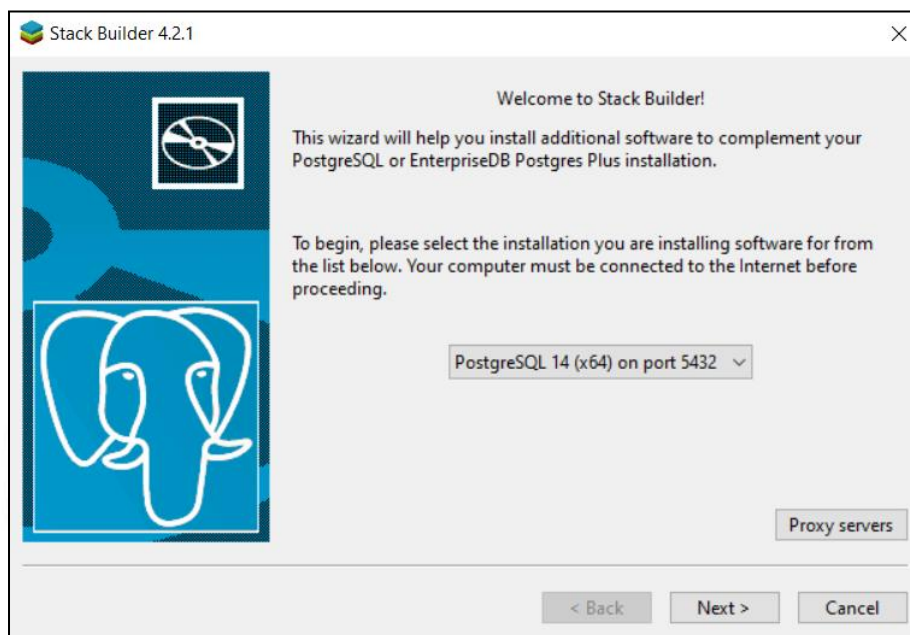 Stack Builder 4.2.1
Welcome to Stack Builder!
This wizard will help you install additional software to complement your
PostgreSQL or EnterpriseDB Postgres Plus installation.
To begin, please select the installation you are installing software for from
the list below. Your computer must be connected to the Internet before
proceeding.
PostgreSQL 14 (x64) on port 5432
Proxy servers
< Back
Next >
Cancel